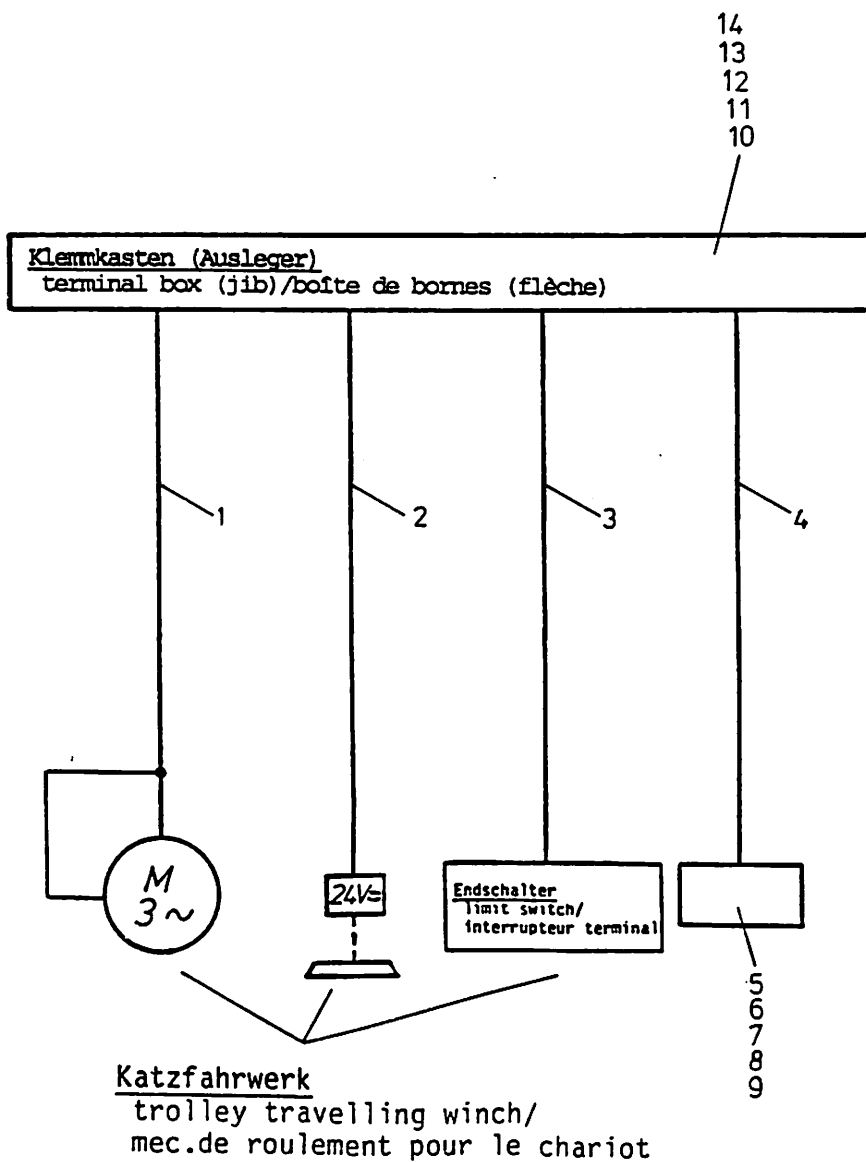 14
13
12
11
10
Klemmkasten (Ausleger)
terminal box (jib)/boîte de bornes (flèche)
1
2
3
4
M
3~
24V=
Endschalter
limit switch/
interrupteur terminal
5
6
7
8
9
Katzfahrwerk
trolley travelling winch/
mec.de roulement pour le chariot